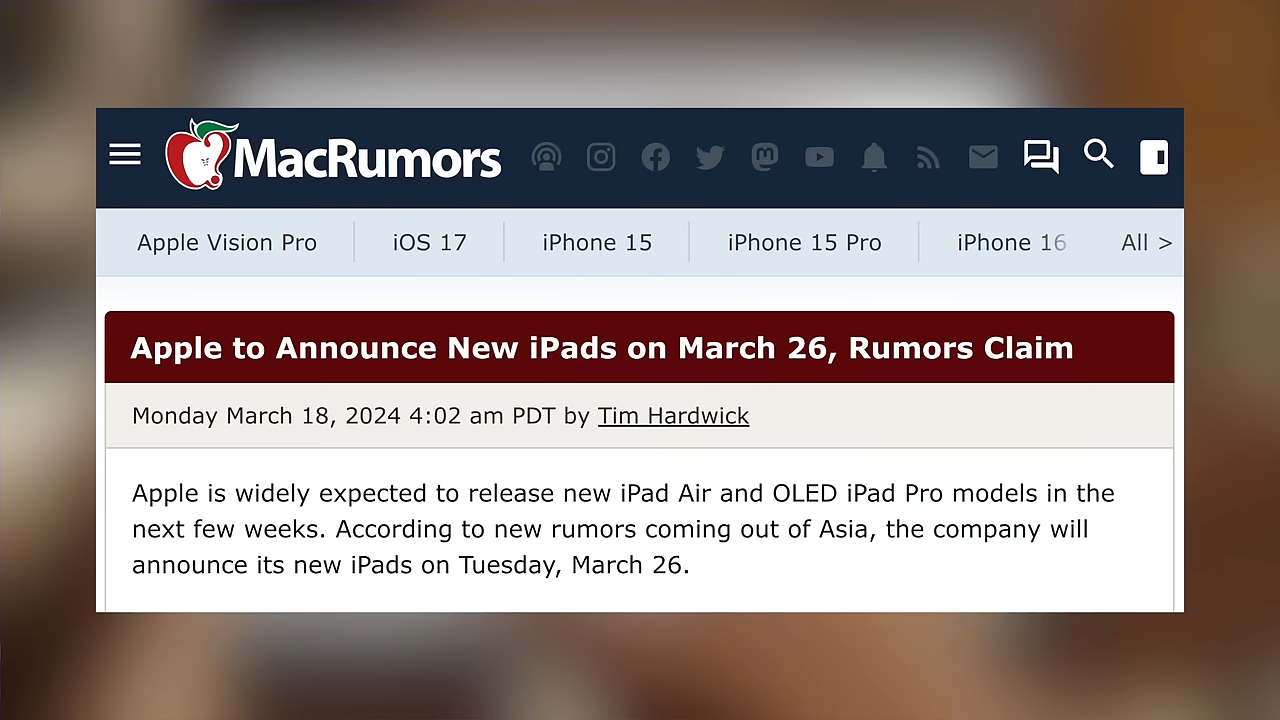 MacRumors
Apple Vision Pro
iOS 17
iPhone 15
iPhone 15 Pro
iPhone 16
All >
Apple to Announce New iPads on March 26, Rumors Claim
Monday March 18, 2024 4:02 am PDT by Tim Hardwick
Apple is widely expected to release new iPad Air and OLED iPad Pro models in the
next few weeks. According to new rumors coming out of Asia, the company will
announce its new iPads on Tuesday, March 26.